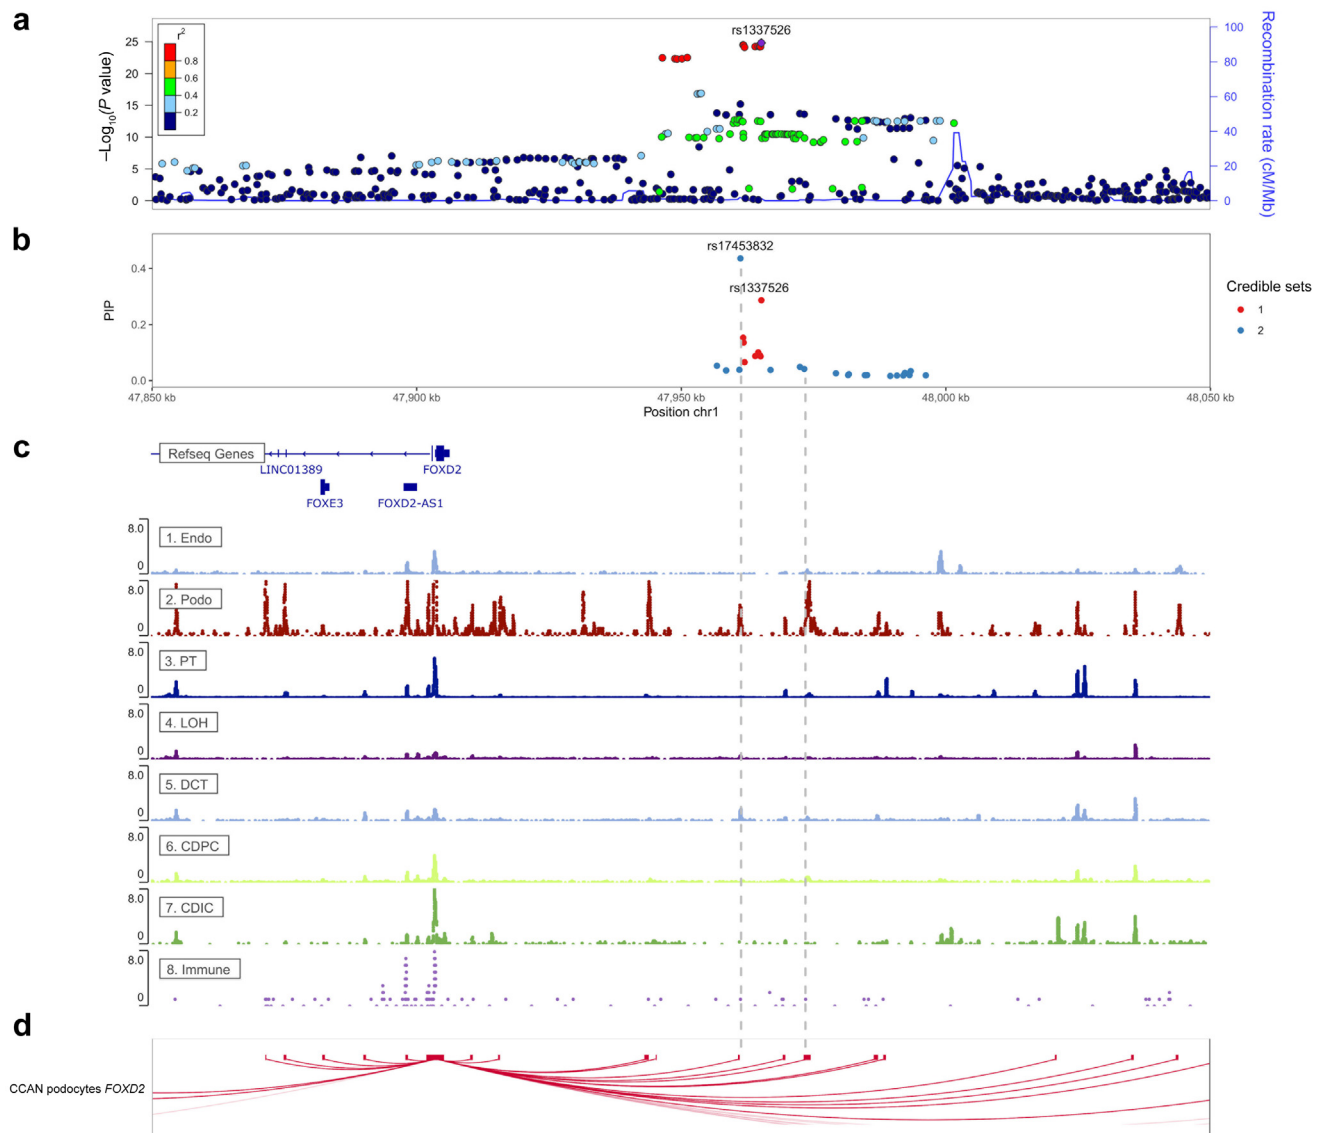 a
rs1337526
r2
0.8
0.6
0.4
0.2
25
20
15
10
5
0
–Log10(P value)
100
80
60
40
20
0
Recombination rate (cM/Mb)
b
rs17453832
rs1337526
0.4
0.2
0.0
PIP
Credible sets
1
2
47,850 kb
47,900 kb
47,950 kb
48,000 kb
48,050 kb
Position chr1
c
Refseq Genes
LINC01389
FOXD2
FOXE3
FOXD2-AS1
8.0
1. Endo
0
8.0
2. Podo
0
8.0
3. PT
0
8.0
4. LOH
0
8.0
5. DCT
0
8.0
6. CDPC
0
8.0
7. CDIC
0
8.0
8. Immune
0
d
CCAN podocytes FOXD2